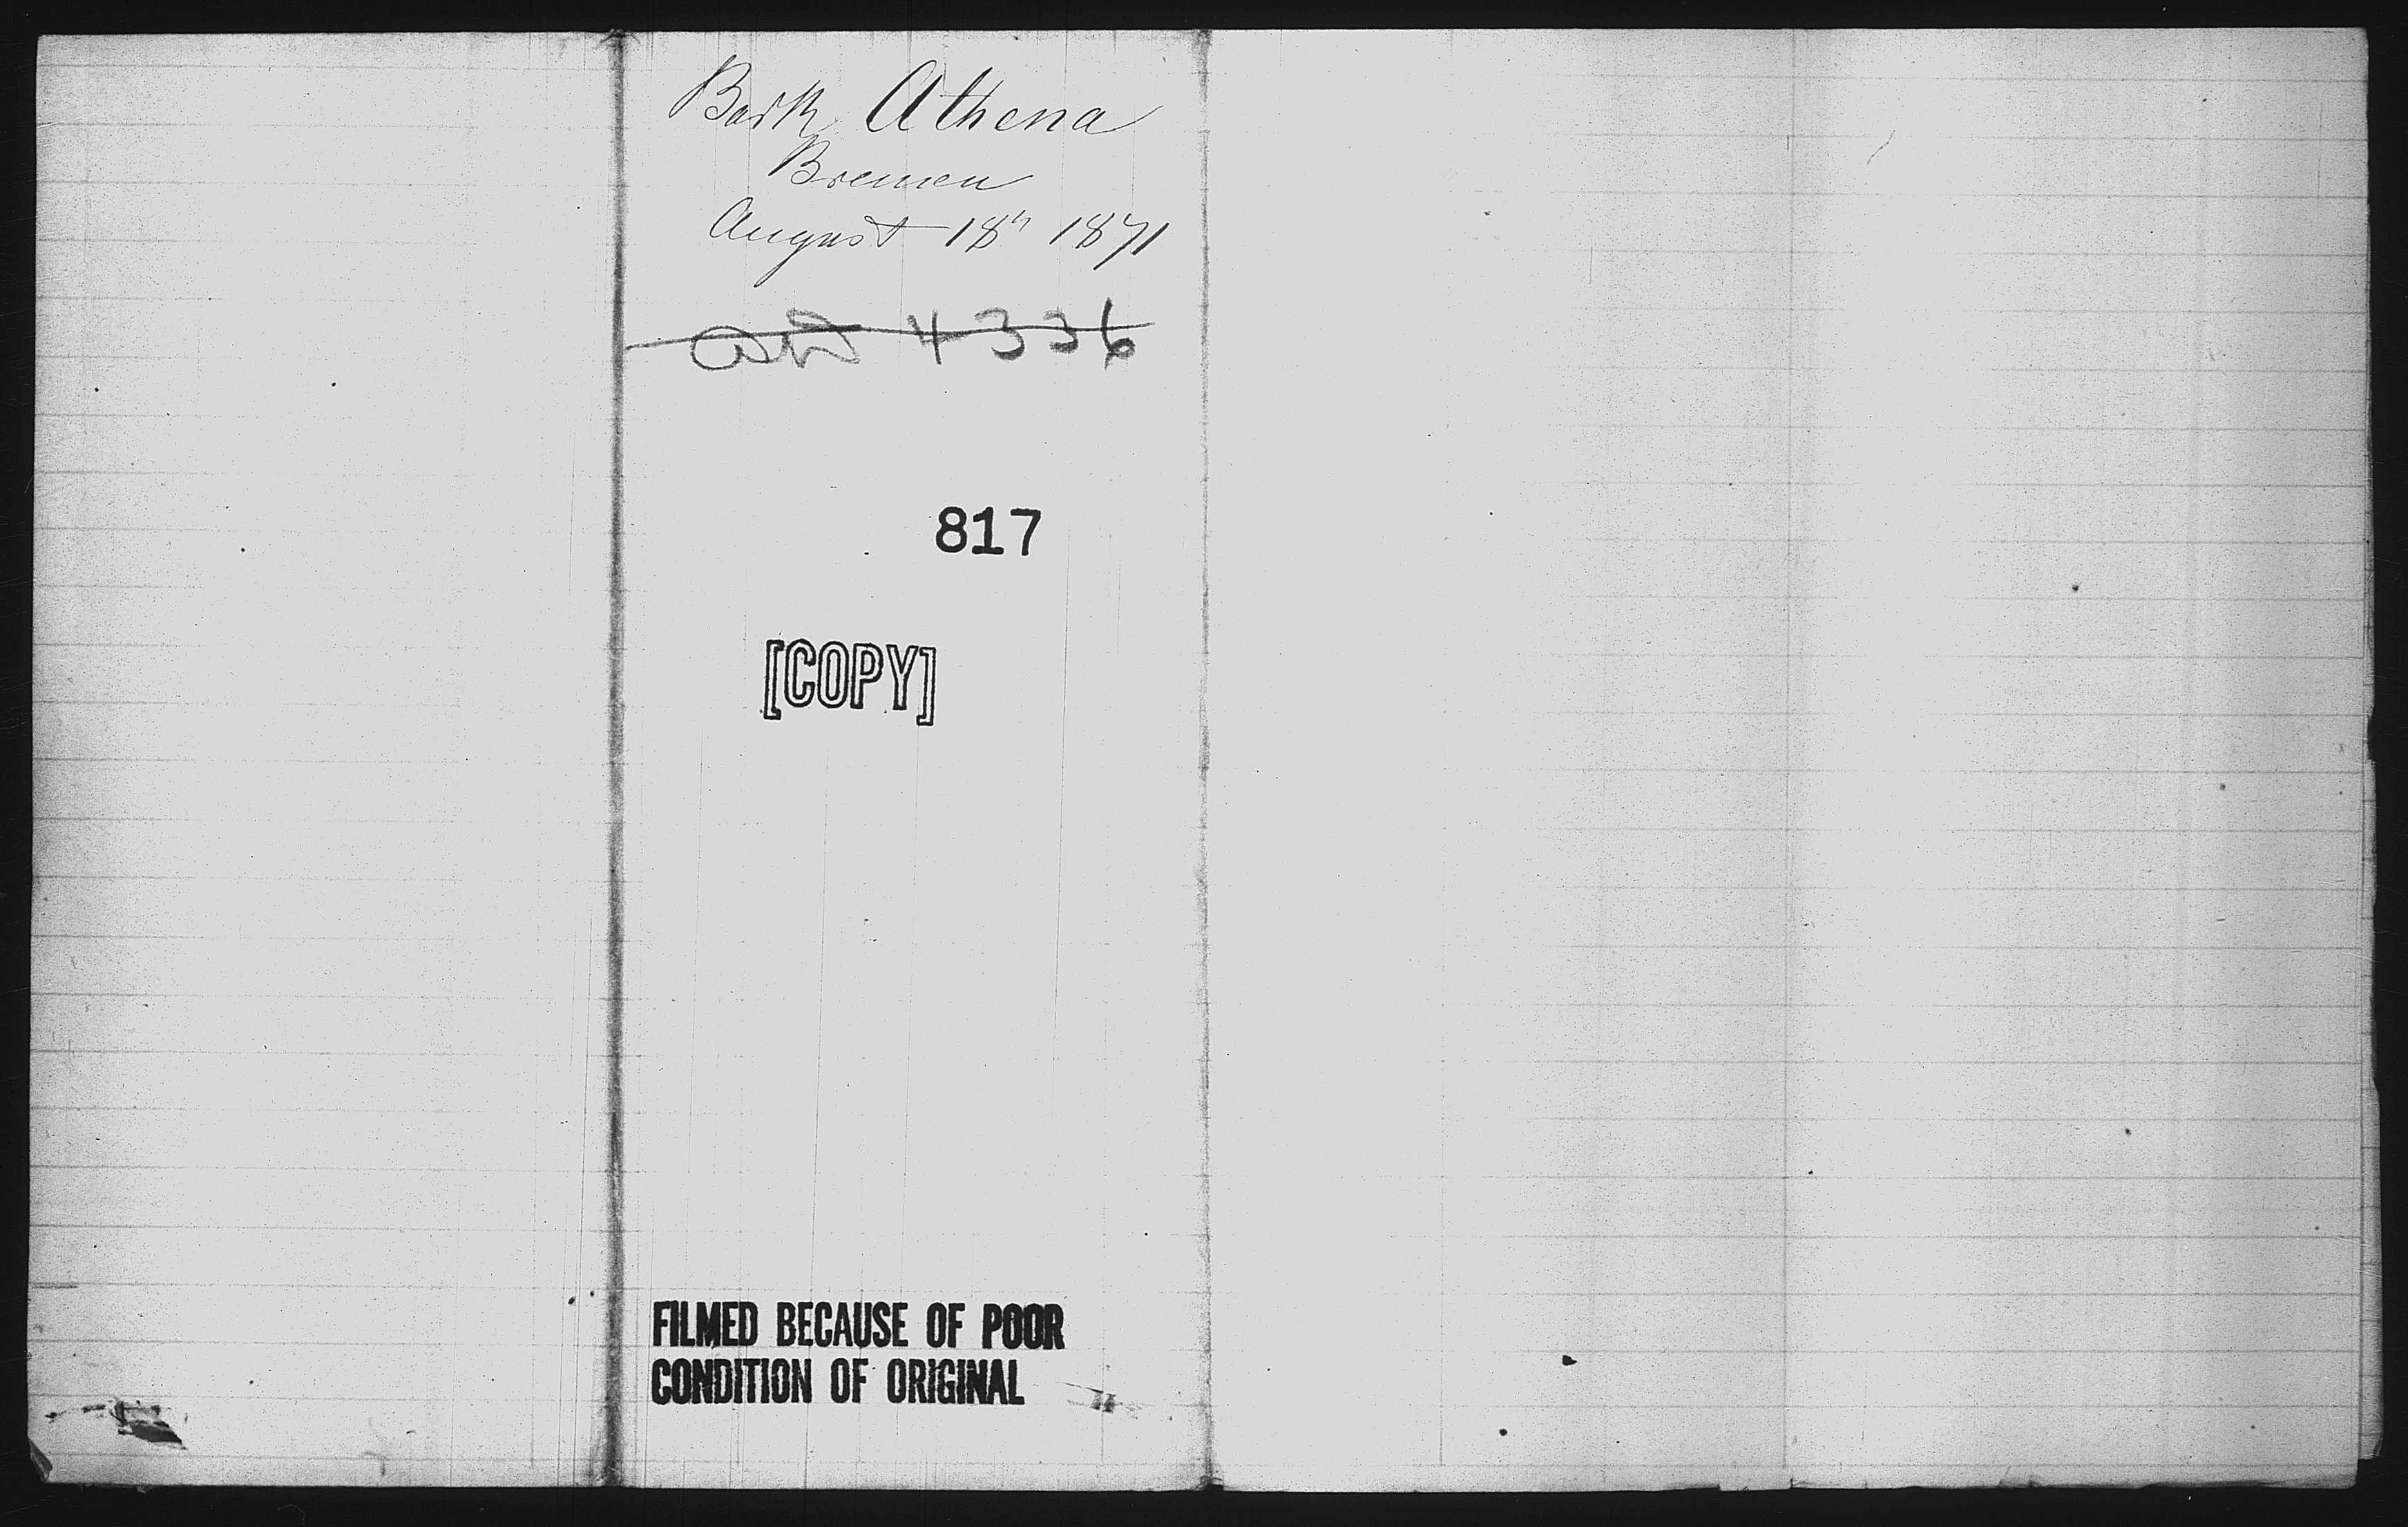 Bark Athena
Bremen
August 18th 1871
4336
817
[COPY]
FILMED BECAUSE OF POOR
CONDITION OF ORIGINAL